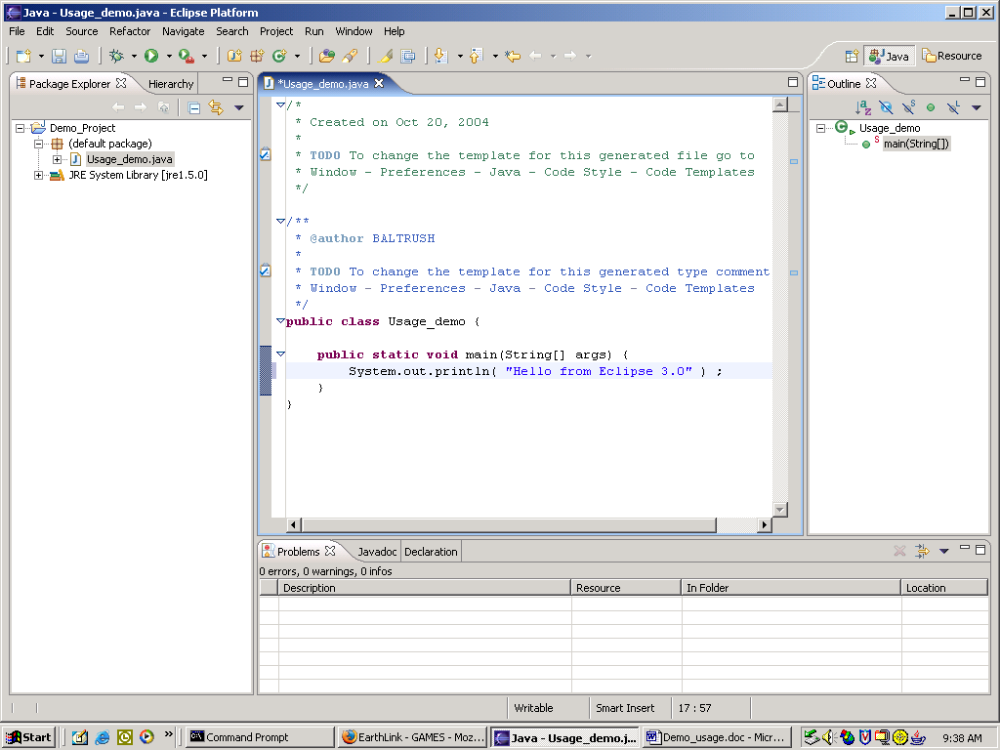 Java - Usage_demo.java - Eclipse Platform
File Edit Source Refactor Navigate Search Project Run Window Help
Java Resource
Package Explorer Hierarchy
*Usage_demo.java
Outline
Demo_Project
(default package)
Usage_demo.java
JRE System Library [jre1.5.0]
/*
* Created on Oct 20, 2004
*
* TODO To change the template for this generated file go to
* Window - Preferences - Java - Code Style - Code Templates
*/
/**
* @author BALTRUSH
*
* TODO To change the template for this generated type comment
* Window - Preferences - Java - Code Style - Code Templates
*/
public class Usage_demo {
public static void main(String[] args) {
System.out.println( "Hello from Eclipse 3.0" ) ;
}
}
Usage_demo
main(String[])
Problems Javadoc Declaration
0 errors, 0 warnings, 0 infos
Description Resource In Folder Location
Writable Smart Insert 17 : 57
Start Command Prompt EarthLink - GAMES - Moz... Java - Usage_demo.j... Demo_usage.doc - Micr... 9:38 AM